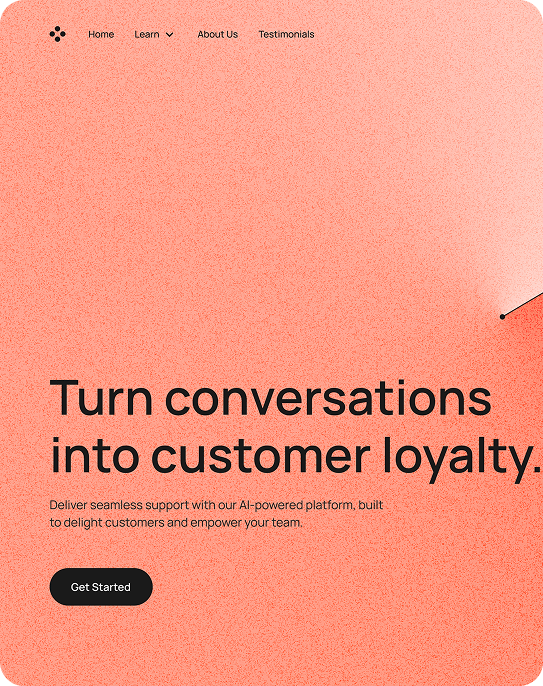 Home Learn About Us Testimonials
Turn conversations
into customer loyalty.
Deliver seamless support with our AI-powered platform, built
to delight customers and empower your team.
Get Started